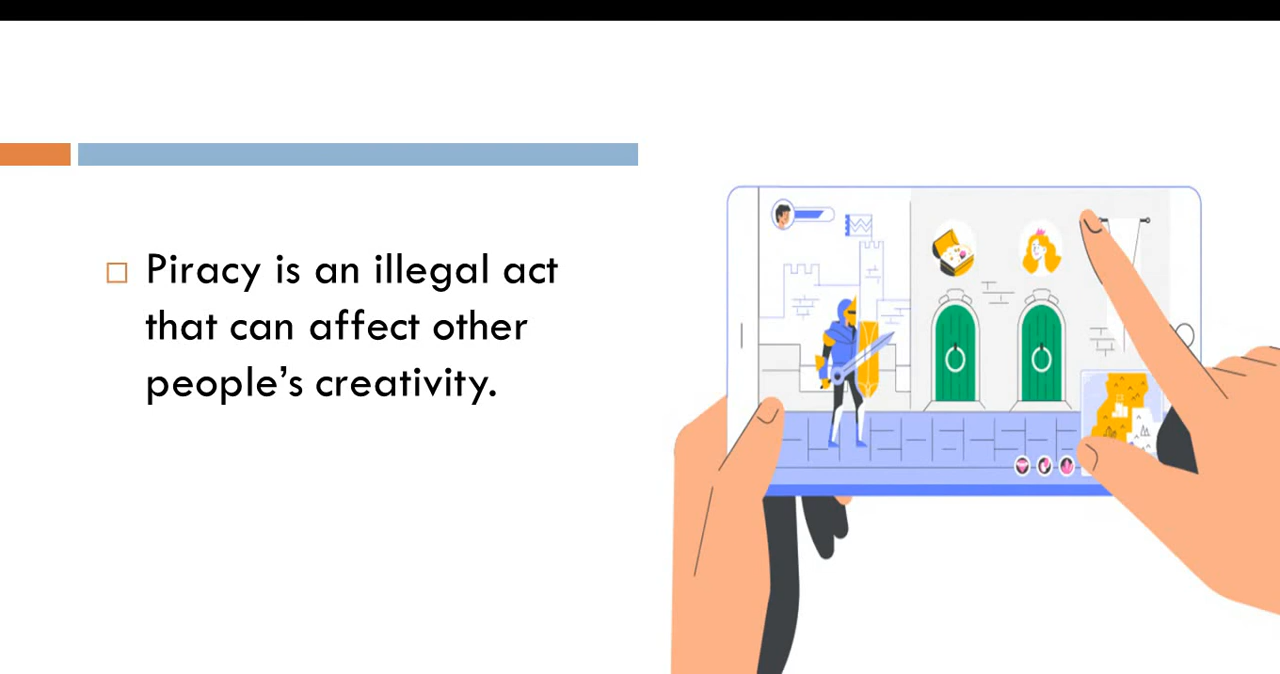 Piracy is an illegal act
that can affect other
people’s creativity.